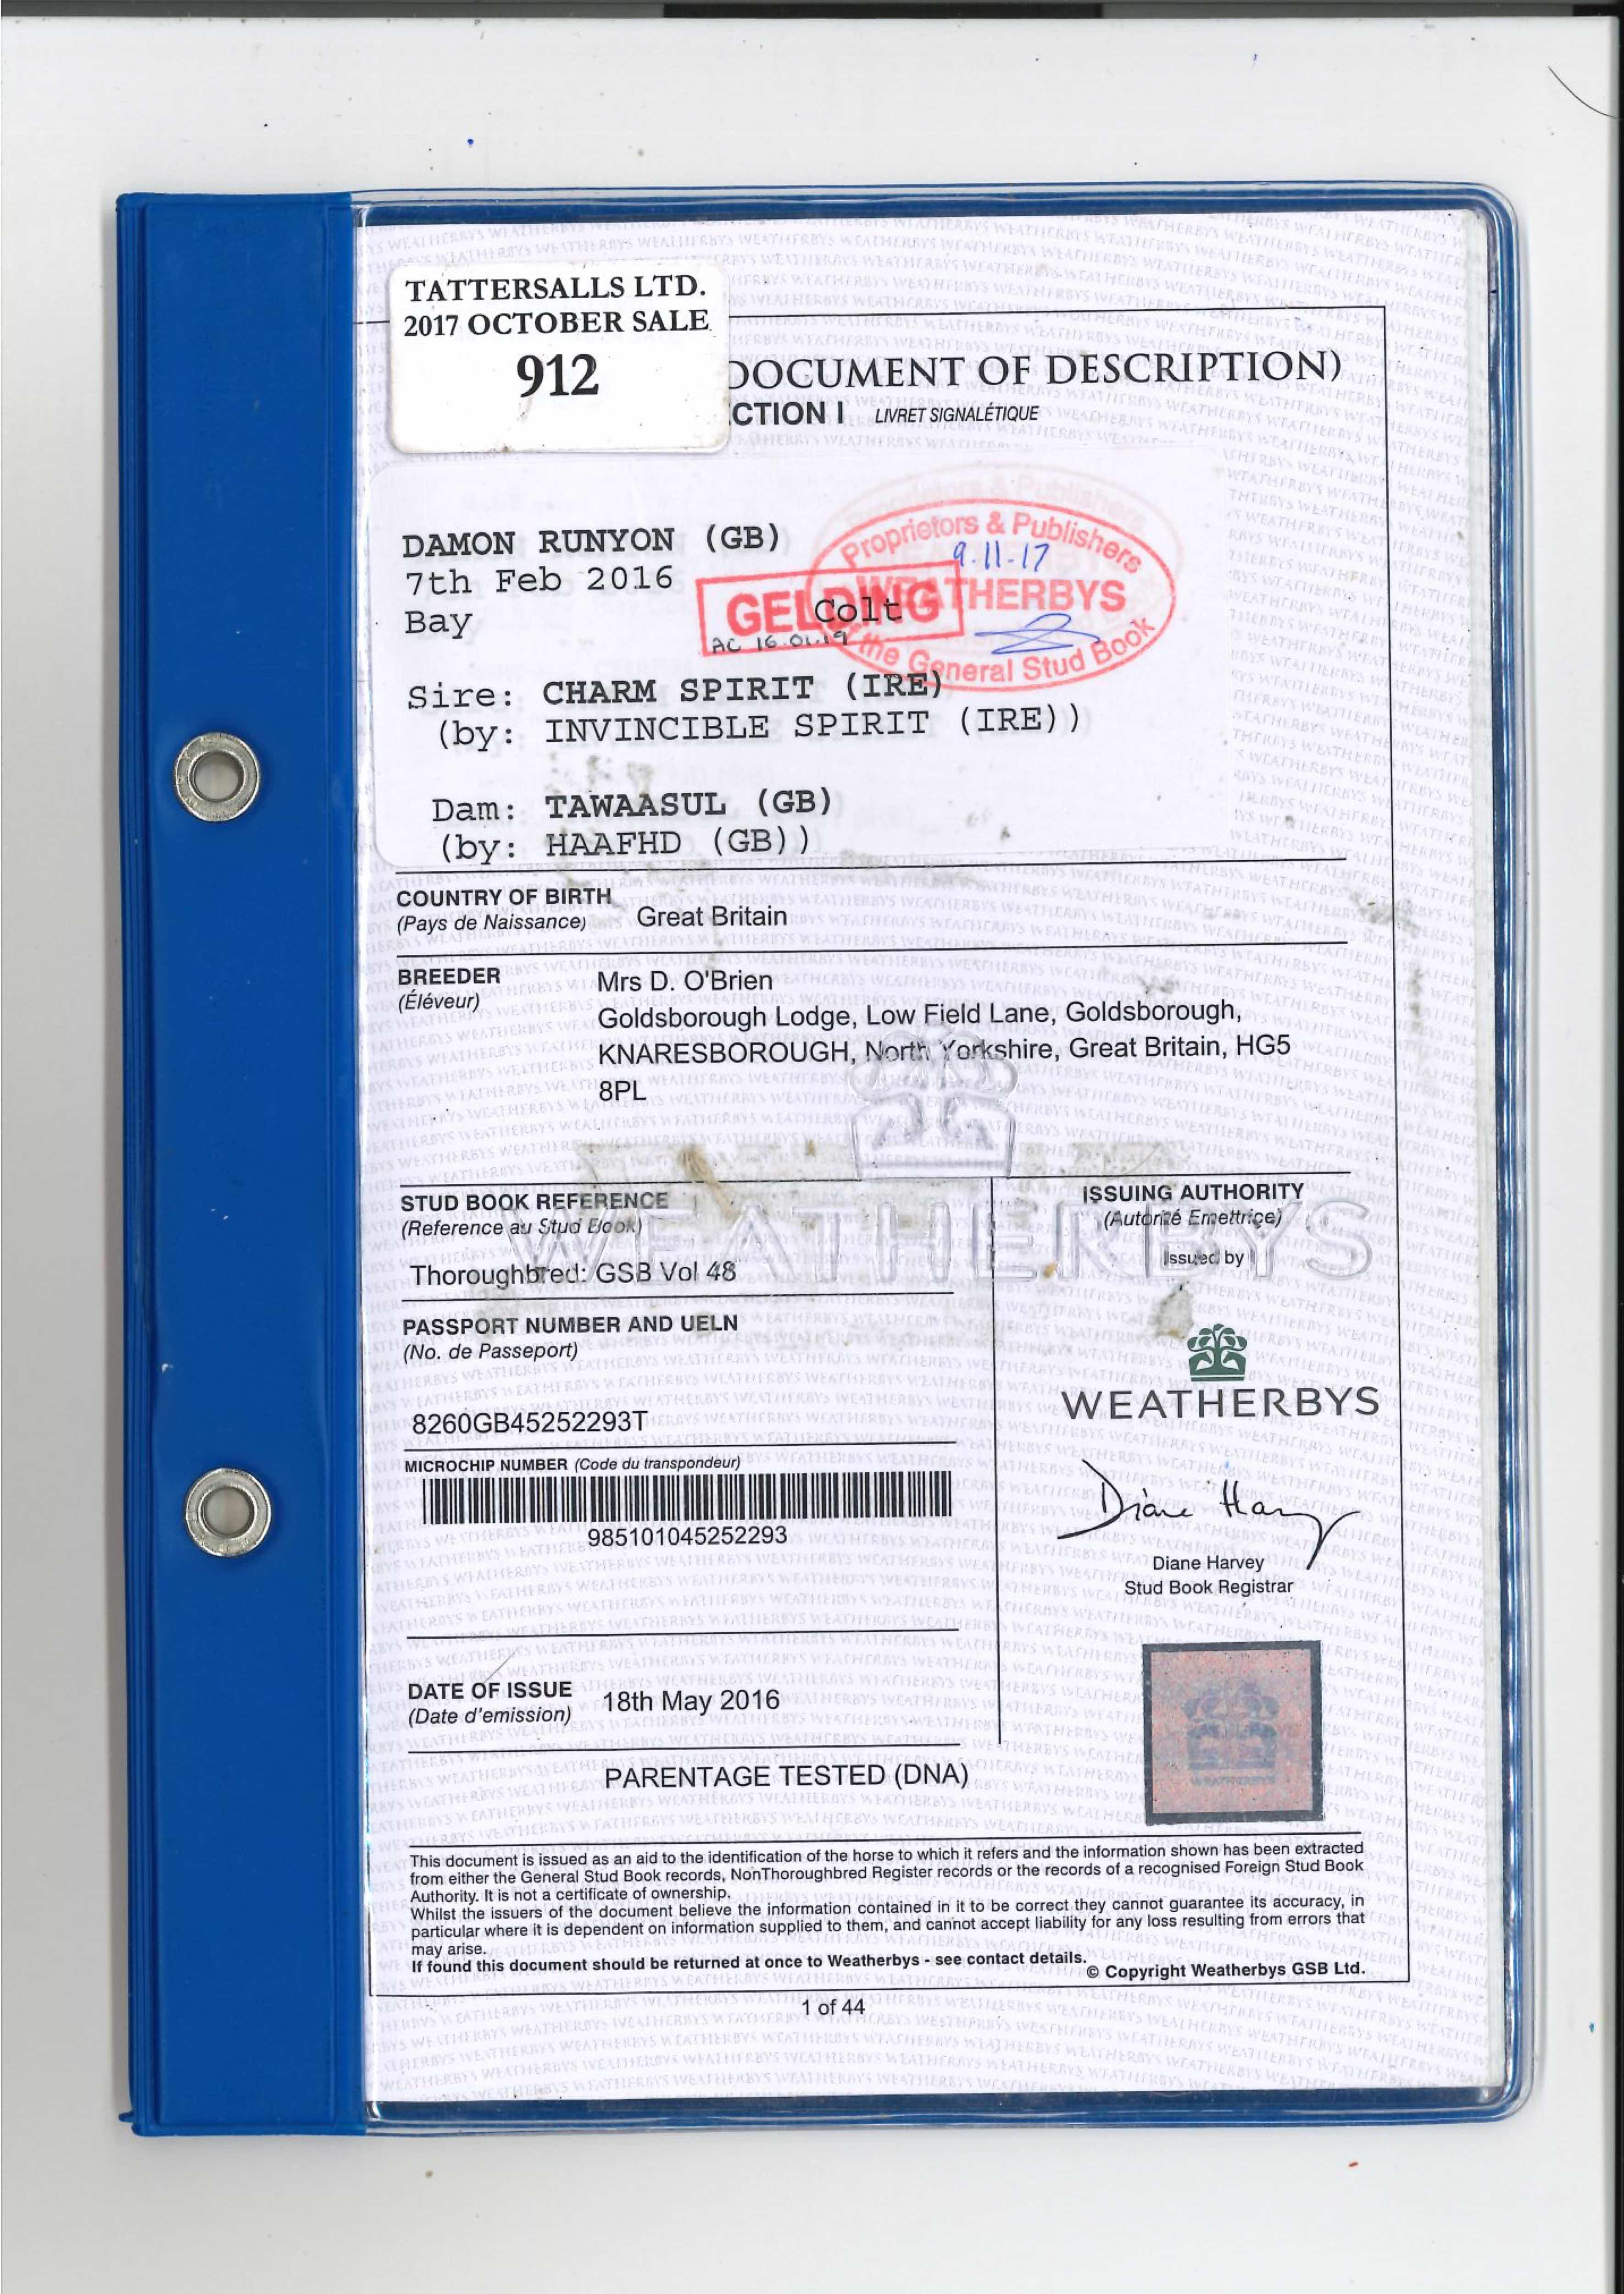 TATTERSALLS LTD.
2017 OCTOBER SALE
912
DOCUMENT OF DESCRIPTION)
CTION I LIVRET SIGNALÉTIQUE
DAMON RUNYON (GB)
7th Feb 2016
Bay
Colt
GELDING
AC 16.01.19
Proprietors & Publishers
9.11.17
WEATHERBYS
the General Stud Book
Sire: CHARM SPIRIT (IRE)
(by: INVINCIBLE SPIRIT (IRE))
Dam: TAWAASUL (GB)
(by: HAAFHD (GB))
COUNTRY OF BIRTH
(Pays de Naissance) Great Britain
BREEDER
(Éléveur)
Mrs D. O'Brien
Goldsborough Lodge, Low Field Lane, Goldsborough,
KNARESBOROUGH, North Yorkshire, Great Britain, HG5
8PL
WEATHERBYS
STUD BOOK REFERENCE
(Reference au Stud Book)
Thoroughbred: GSB Vol 48
PASSPORT NUMBER AND UELN
(No. de Passeport)
8260GB45252293T
MICROCHIP NUMBER (Code du transpondeur)
985101045252293
DATE OF ISSUE
(Date d'emission) 18th May 2016
PARENTAGE TESTED (DNA)
ISSUING AUTHORITY
(Autorité Emettriçe)
Issued by
WEATHERBYS
Diane Harvey
Diane Harvey
Stud Book Registrar
WEATHERBYS
This document is issued as an aid to the identification of the horse to which it refers and the information shown has been extracted
from either the General Stud Book records, NonThoroughbred Register records or the records of a recognised Foreign Stud Book
Authority. It is not a certificate of ownership.
Whilst the issuers of the document believe the information contained in it to be correct they cannot guarantee its accuracy, in
particular where it is dependent on information supplied to them, and cannot accept liability for any loss resulting from errors that
may arise.
If found this document should be returned at once to Weatherbys - see contact details.
© Copyright Weatherbys GSB Ltd.
1 of 44